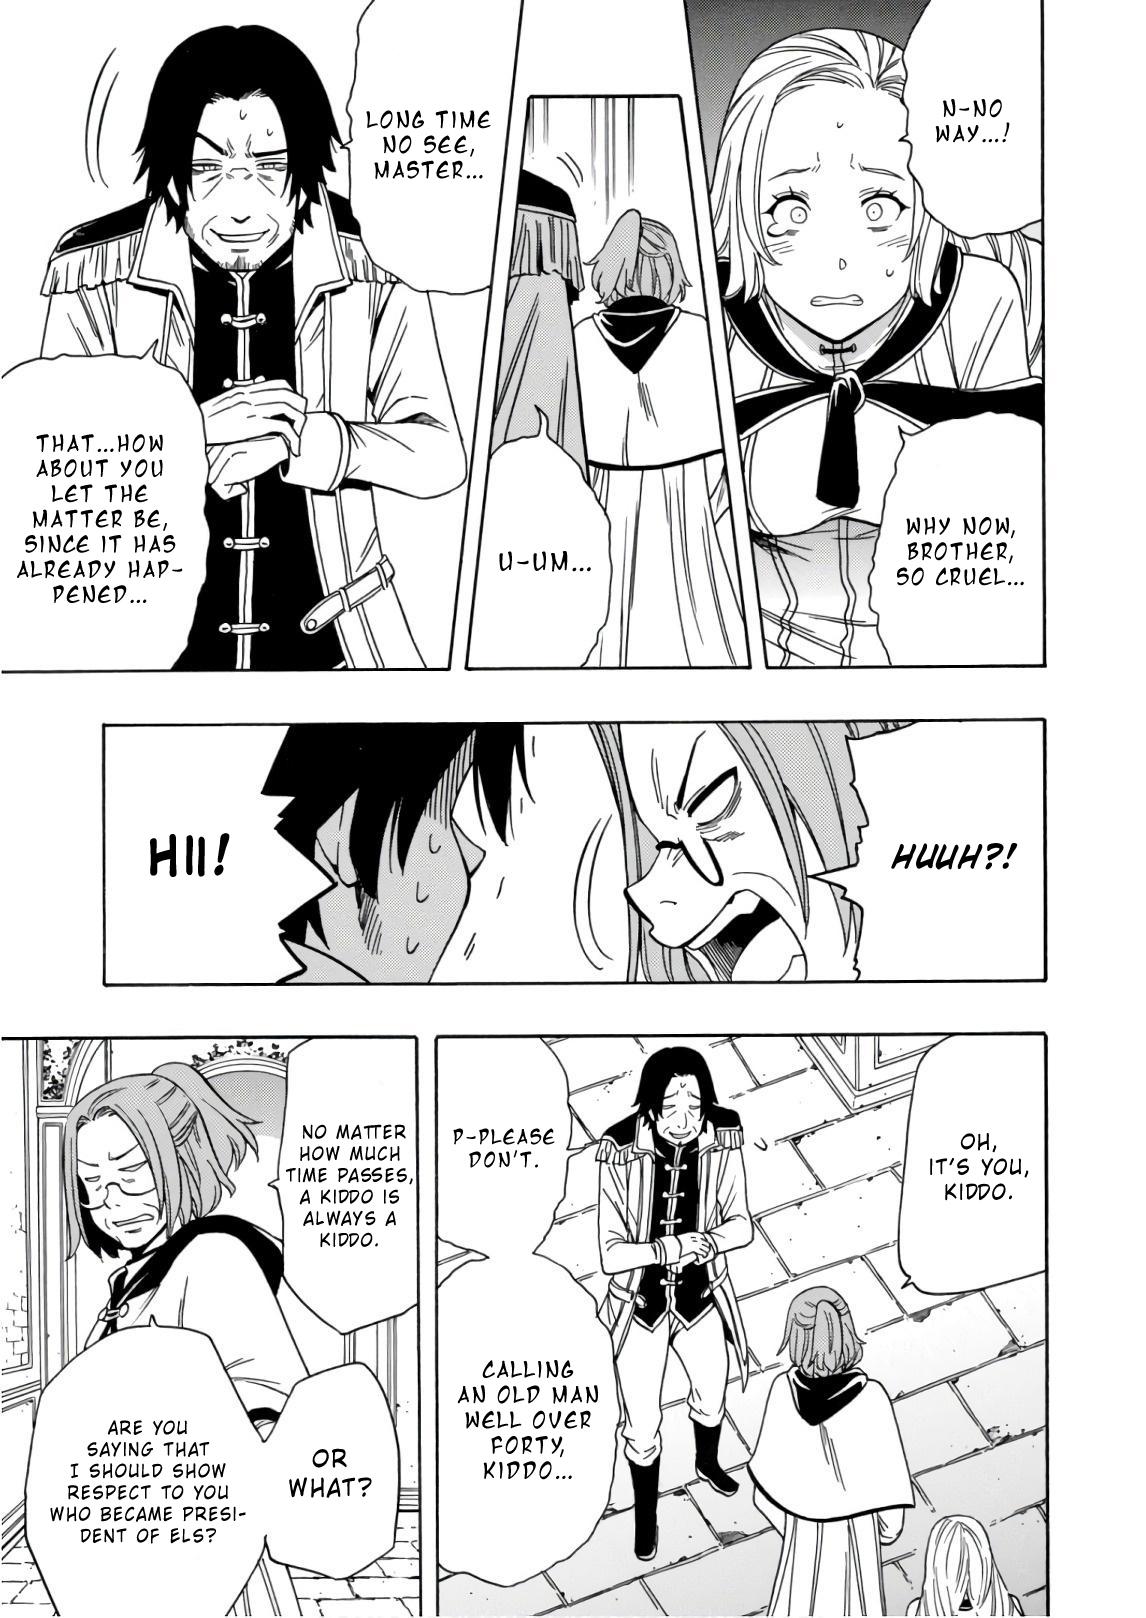 N-NO
WAY...!
WHY NOW,
BROTHER,
SO CRUEL...
U-UM...
LONG TIME
NO SEE,
MASTER...
THAT...HOW
ABOUT YOU
LET THE
MATTER BE,
SINCE IT HAS
ALREADY HAP-
PENED...
HUUH?!
HII!
OH,
IT'S YOU,
KIDDO.
P-PLEASE
DON'T.
CALLING
AN OLD MAN
WELL OVER
FORTY,
KIDDO...
NO MATTER
HOW MUCH
TIME PASSES,
A KIDDO IS
ALWAYS A
KIDDO.
OR
WHAT?
ARE YOU
SAYING THAT
I SHOULD SHOW
RESPECT TO YOU
WHO BECAME PRESI-
DENT OF ELS?